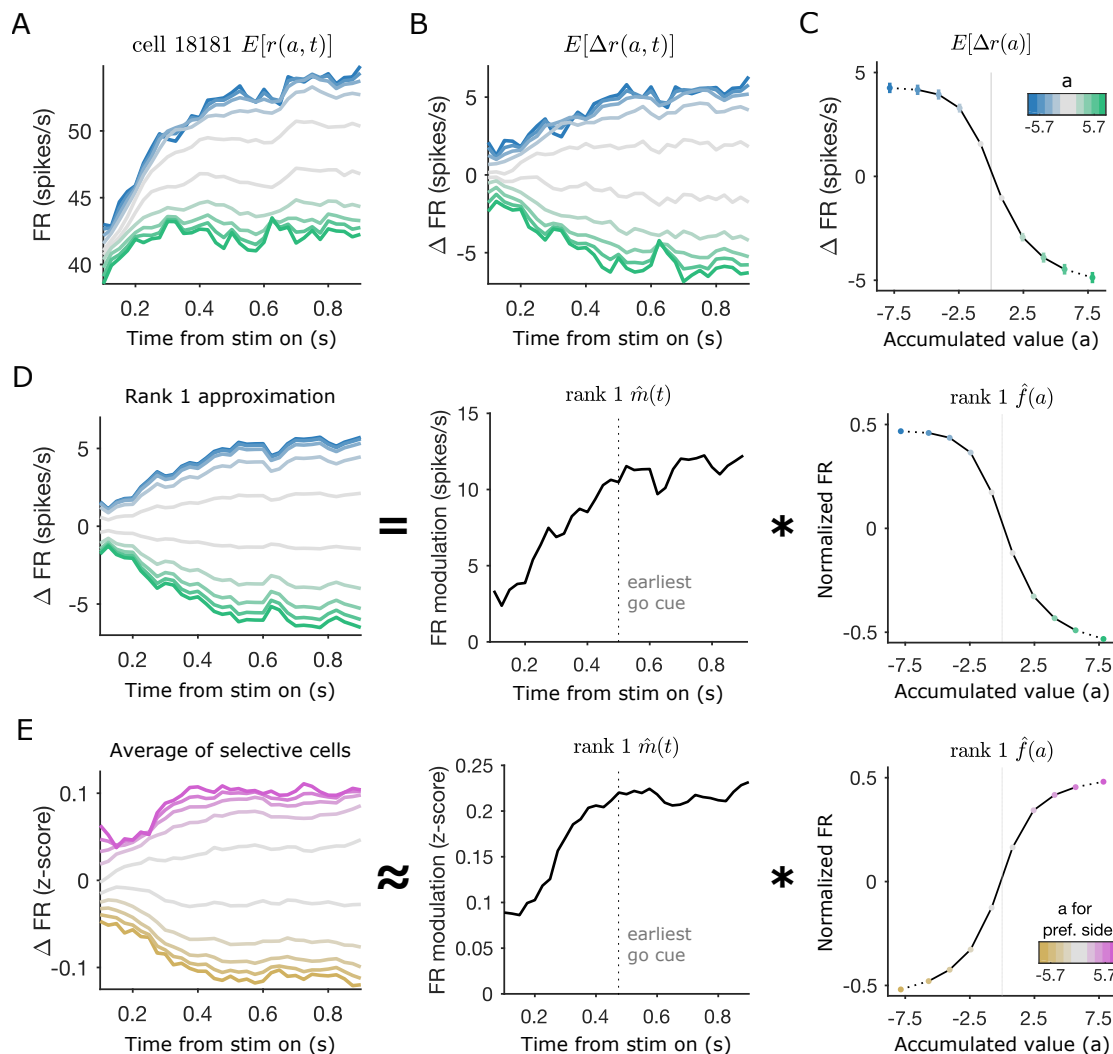 A
cell 18181 E[r(a, t)]
FR (spikes/s)
50
45
40
0.2 0.4 0.6 0.8
Time from stim on (s)
B
E[Δr(a, t)]
Δ FR (spikes/s)
5
0
-5
0.2 0.4 0.6 0.8
Time from stim on (s)
C
E[Δr(a)]
Δ FR (spikes/s)
5
0
-5
a
-5.7 5.7
-7.5 -2.5 2.5 7.5
Accumulated value (a)
D
Rank 1 approximation
Δ FR (spikes/s)
5
0
-5
0.2 0.4 0.6 0.8
Time from stim on (s)
=
rank 1 m̂(t)
FR modulation (spikes/s)
15
10
5
0
earliest
go cue
0.2 0.4 0.6 0.8
Time from stim on (s)
*
rank 1 f̂(a)
Normalized FR
0.5
0
-0.5
-7.5 -2.5 2.5 7.5
Accumulated value (a)
E
Average of selective cells
Δ FR (z-score)
0.1
0
-0.1
0.2 0.4 0.6 0.8
Time from stim on (s)
≈
rank 1 m̂(t)
FR modulation (z-score)
0.25
0.2
0.15
0.1
0.05
0
earliest
go cue
0.2 0.4 0.6 0.8
Time from stim on (s)
*
rank 1 f̂(a)
Normalized FR
0.5
0
-0.5
a for
pref. side
-5.7 5.7
-7.5 -2.5 2.5 7.5
Accumulated value (a)